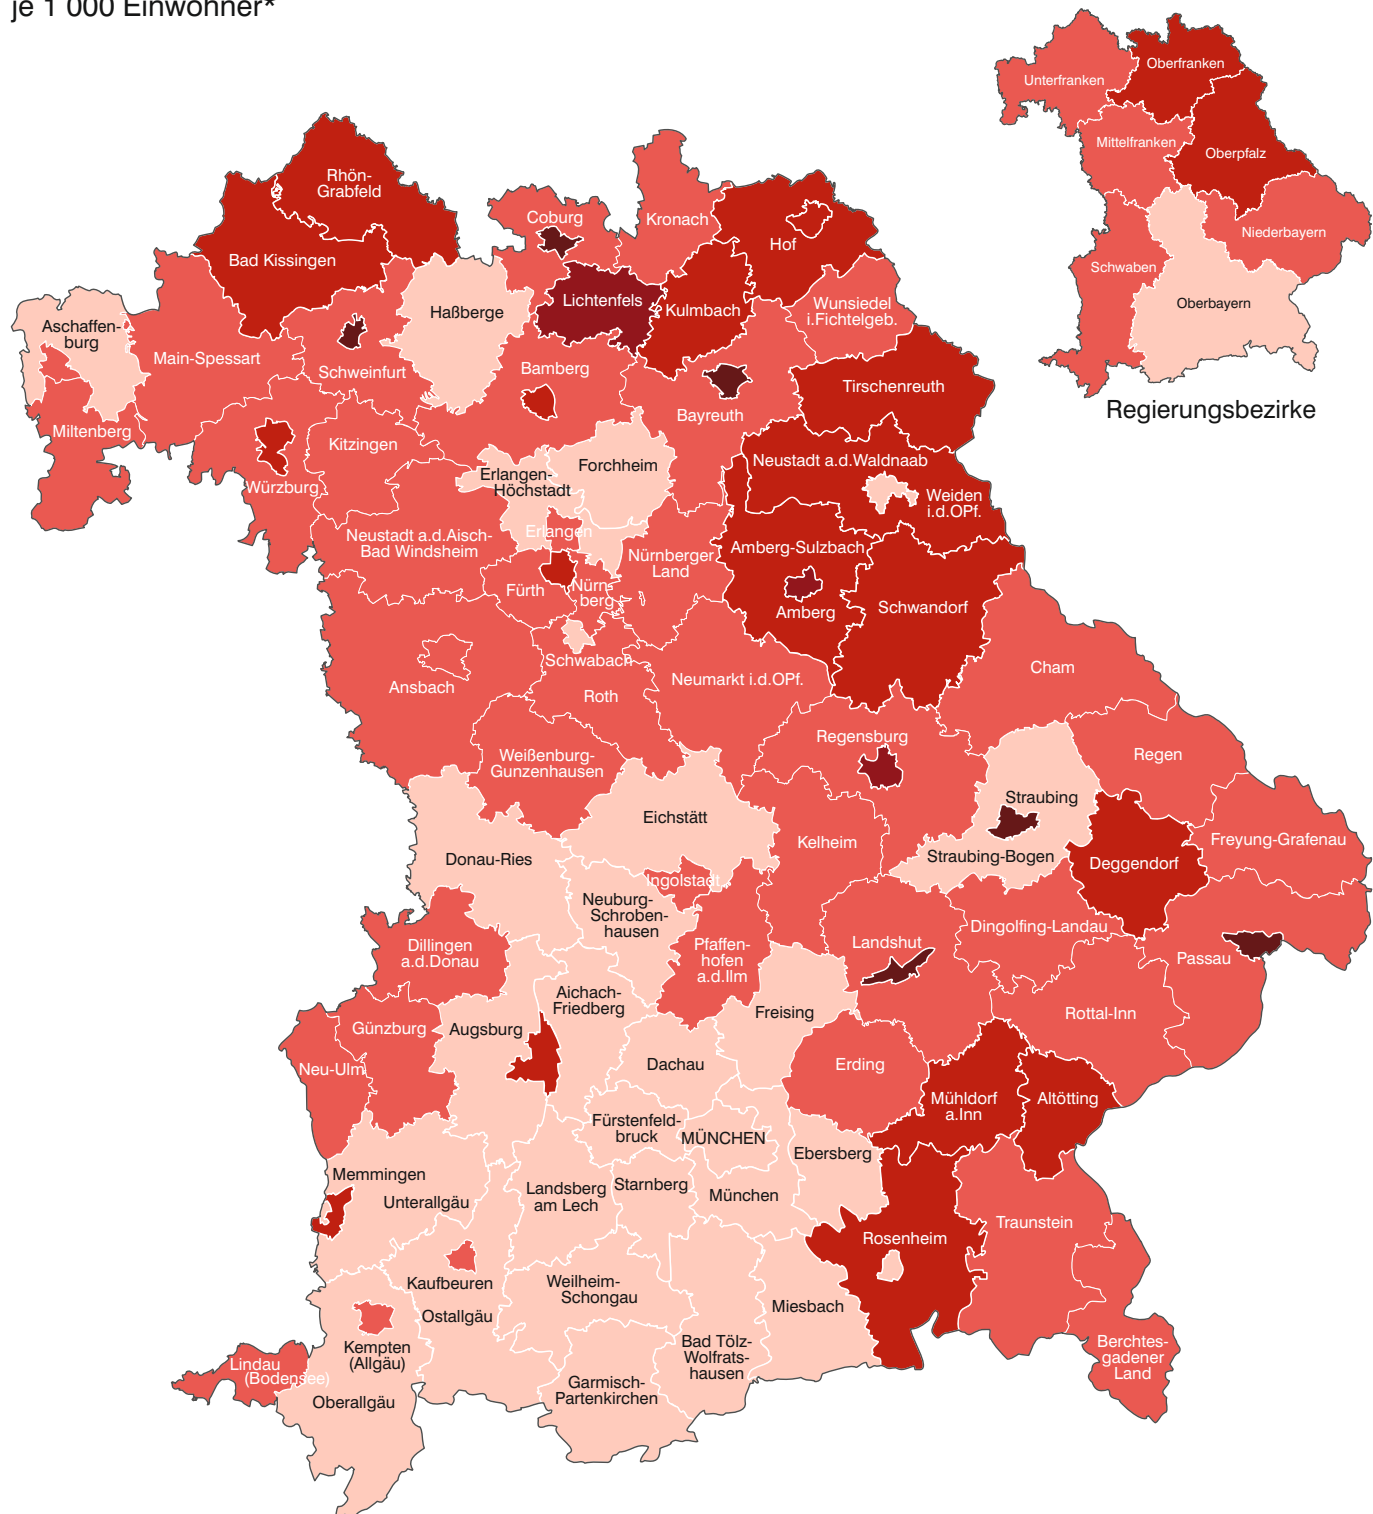 je 1 000 Einwohner*
Unterfranken
Oberfranken
Mittelfranken
Oberpfalz
Schwaben
Niederbayern
Oberbayern
Regierungsbezirke
Rhön-
Grabfeld
Bad Kissingen
Coburg
Kronach
Hof
Lichtenfels
Kulmbach
Wunsiedel
i.Fichtelgeb.
Haßberge
Aschaffen-
burg
Main-Spessart
Schweinfurt
Bamberg
Bayreuth
Tirschenreuth
Miltenberg
Kitzingen
Würzburg
Erlangen-
Höchstadt
Forchheim
Neustadt a.d.Waldnaab
Weiden
i.d.OPf.
Neustadt a.d.Aisch-
Bad Windsheim
Erlangen
Nürnberger
Land
Amberg-Sulzbach
Amberg
Schwandorf
Fürth
Nürn-
berg
Schwabach
Ansbach
Roth
Neumarkt i.d.OPf.
Cham
Weißenburg-
Gunzenhausen
Regensburg
Regen
Eichstätt
Kelheim
Straubing
Straubing-Bogen
Deggendorf
Freyung-Grafenau
Donau-Ries
Ingolstadt
Neuburg-
Schroben-
hausen
Dillingen
a.d.Donau
Pfaffen-
hofen
a.d.Ilm
Landshut
Dingolfing-Landau
Passau
Aichach-
Friedberg
Freising
Rottal-Inn
Günzburg
Augsburg
Neu-Ulm
Dachau
Erding
Mühldorf
a.Inn
Altötting
Fürstenfeld-
bruck
MÜNCHEN
Ebersberg
Memmingen
Unterallgäu
Landsberg
am Lech
Starnberg
München
Traunstein
Rosenheim
Kaufbeuren
Ostallgäu
Weilheim-
Schongau
Miesbach
Kempten
(Allgäu)
Bad Tölz-
Wolfrats-
hausen
Berchtes-
gadener
Land
Lindau
(Bodensee)
Oberallgäu
Garmisch-
Partenkirchen